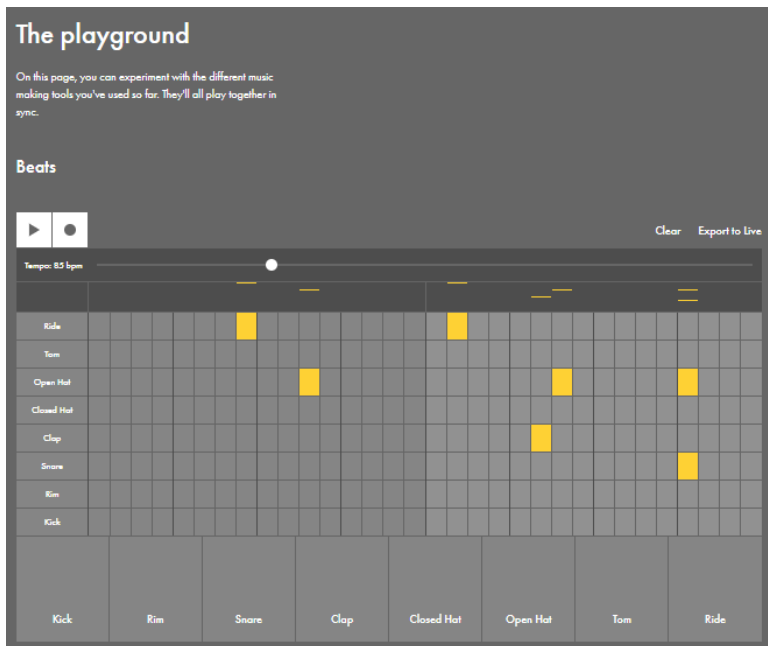 The playground
On this page, you can experiment with the different music
making tools you've used so far. They'll all play together in
sync.
Beats
Clear Export to Live
Tempo: 85 bpm
Ride
Tom
Open Hat
Closed Hat
Clap
Snare
Rim
Kick
Kick Rim Snare Clap Closed Hat Open Hat Tom Ride